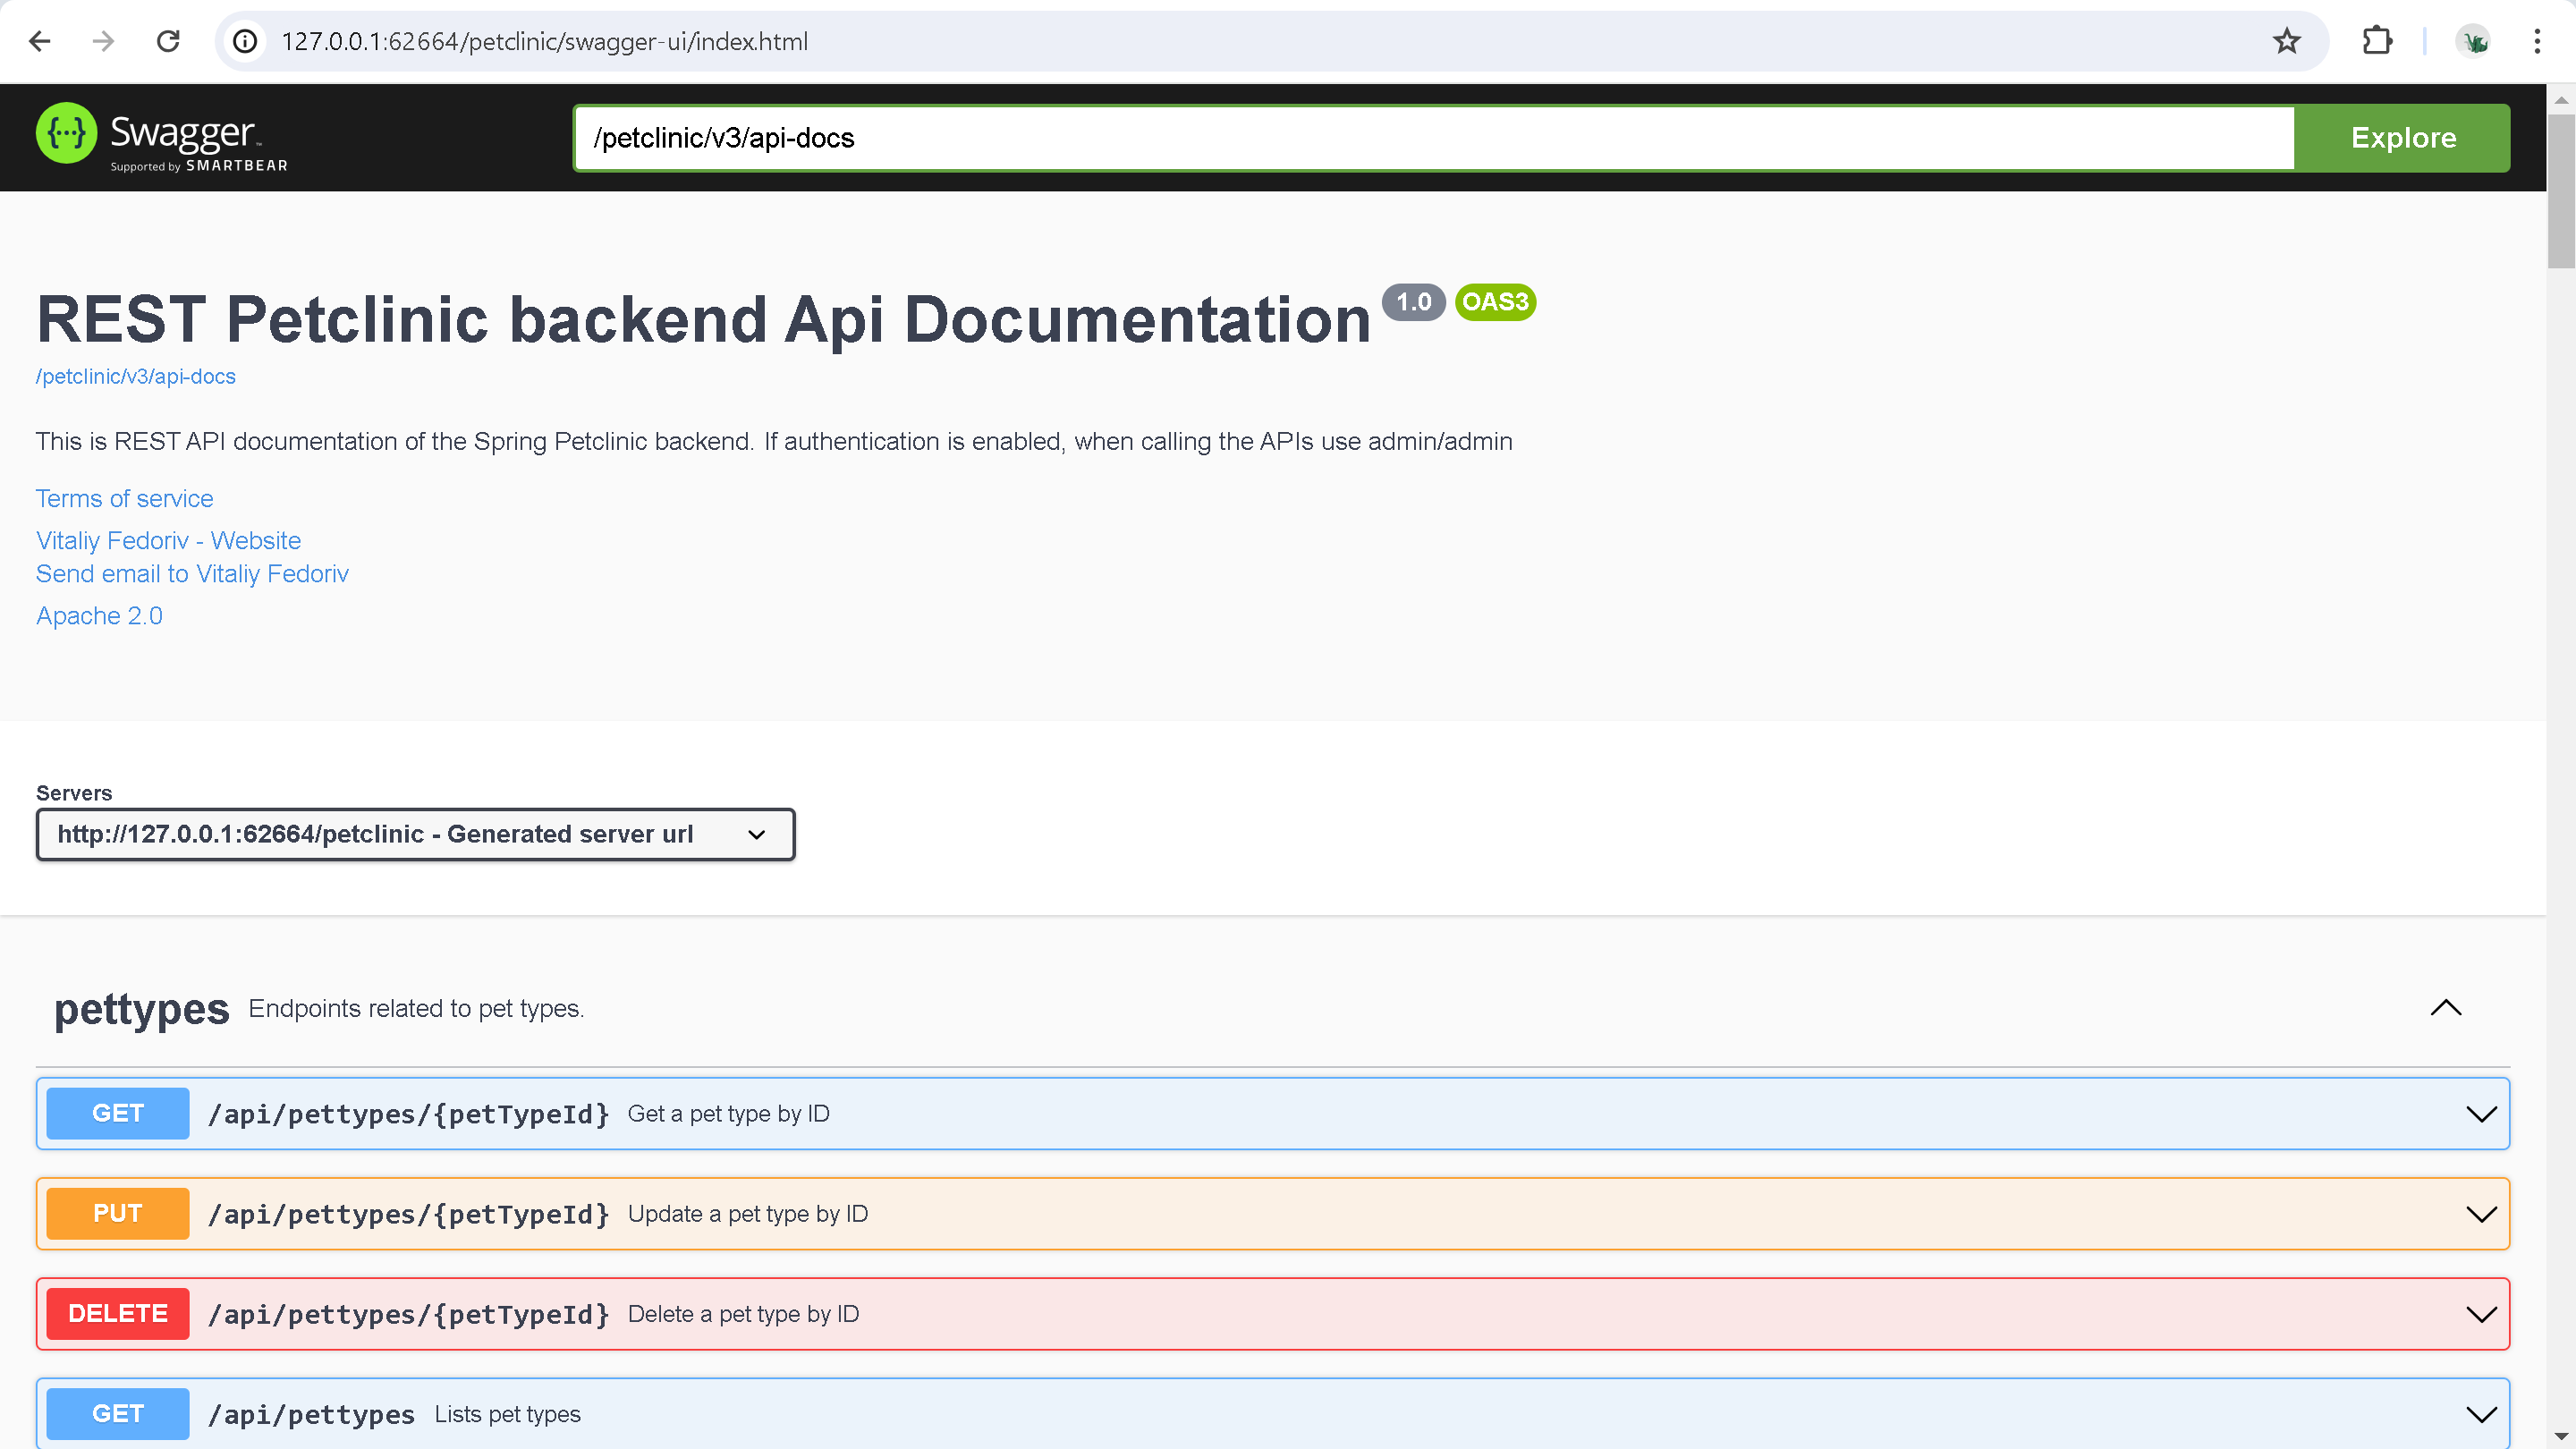 127.0.0.1:62664/petclinic/swagger-ui/index.html
{···} Swagger™
Supported by SMARTBEAR
/petclinic/v3/api-docs
Explore
REST Petclinic backend Api Documentation 1.0 OAS3
/petclinic/v3/api-docs
This is REST API documentation of the Spring Petclinic backend. If authentication is enabled, when calling the APIs use admin/admin
Terms of service
Vitaliy Fedoriv - Website
Send email to Vitaliy Fedoriv
Apache 2.0
Servers
http://127.0.0.1:62664/petclinic - Generated server url
pettypes Endpoints related to pet types.
GET /api/pettypes/{petTypeId} Get a pet type by ID
PUT /api/pettypes/{petTypeId} Update a pet type by ID
DELETE /api/pettypes/{petTypeId} Delete a pet type by ID
GET /api/pettypes Lists pet types